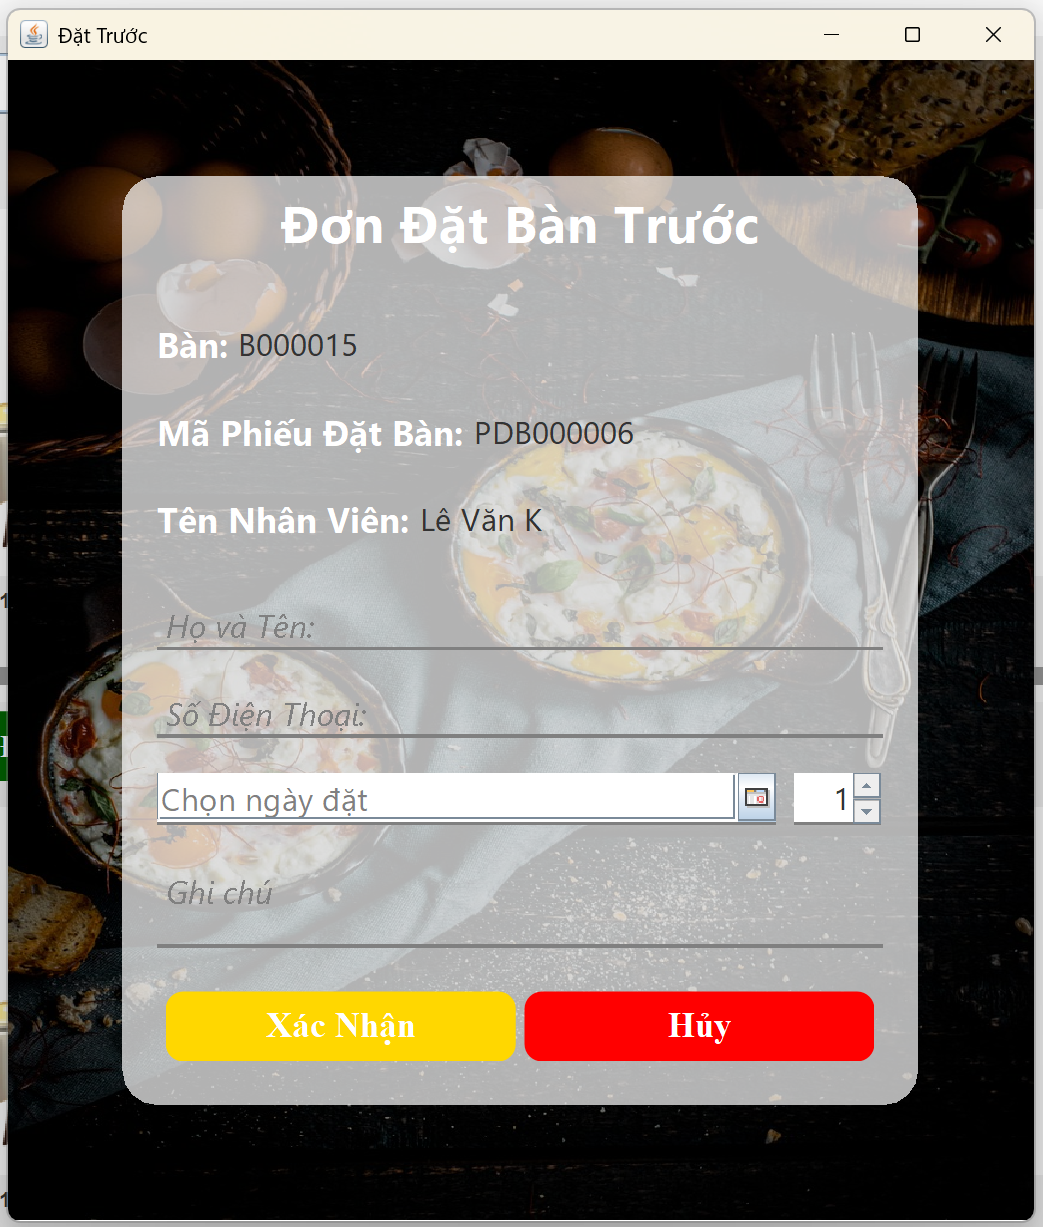 Đặt Trước
Đơn Đặt Bàn Trước
Bàn: B000015
Mã Phiếu Đặt Bàn: PDB000006
Tên Nhân Viên: Lê Văn K
Họ và Tên:
Số Điện Thoại:
Chọn ngày đặt 1
Ghi chú
Xác Nhận Hủy